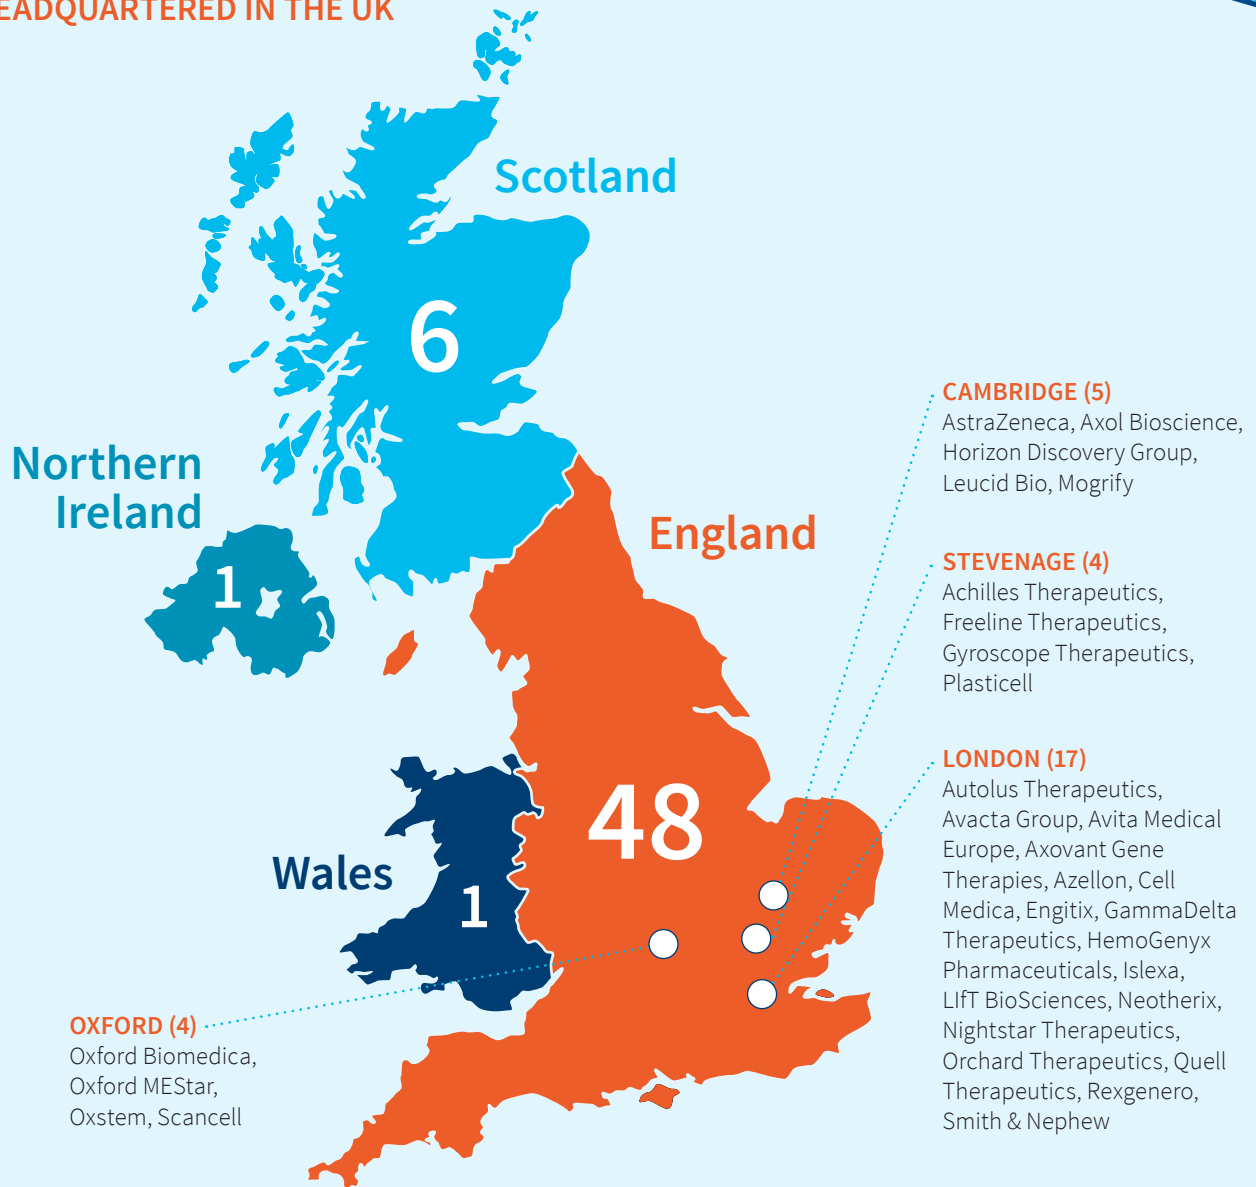 HEADQUARTERED IN THE UK
Scotland
6
Northern
Ireland
1
England
48
Wales
1
CAMBRIDGE (5)
AstraZeneca, Axol Bioscience,
Horizon Discovery Group,
Leucid Bio, Mogrify
STEVENAGE (4)
Achilles Therapeutics,
Freeline Therapeutics,
Gyroscope Therapeutics,
Plasticell
LONDON (17)
Autolus Therapeutics,
Avacta Group, Avita Medical
Europe, Axovant Gene
Therapies, Azellon, Cell
Medica, Engitix, GammaDelta
Therapeutics, HemoGenyx
Pharmaceuticals, Islexa,
LIfT BioSciences, Neotherix,
Nightstar Therapeutics,
Orchard Therapeutics, Quell
Therapeutics, Rexgenero,
Smith & Nephew
OXFORD (4)
Oxford Biomedica,
Oxford MEStar,
Oxstem, Scancell